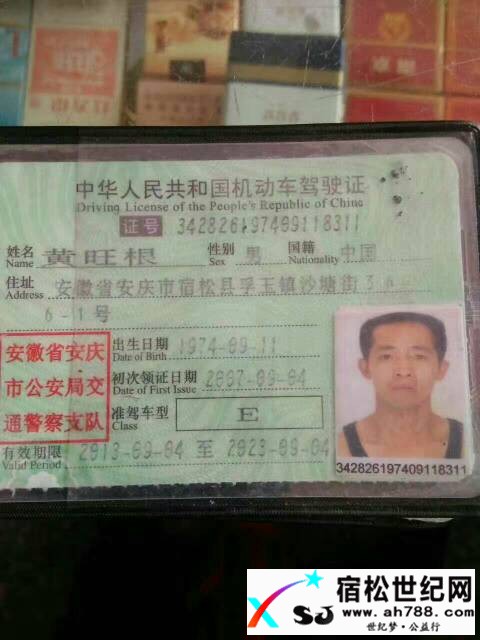 中华人民共和国机动车驾驶证
Driving License of the People's Republic of China
证号 342826197409118311
姓名 Name 黄旺根 性别 Sex 男 国籍 Nationality 中国
住址 Address 安徽省安庆市宿松县孚玉镇沙塘街36
6-1号
出生日期 Date of Birth 1974-09-11
初次领证日期 Date of First Issue 2007-09-04
准驾车型 Class E
安徽省安庆
市公安局交
通警察支队
有效期限 Valid Period 2013-09-04 至 2023-09-04
342826197409118311
XSJ
宿松世纪网
www.ah788.com
世纪梦·公益行